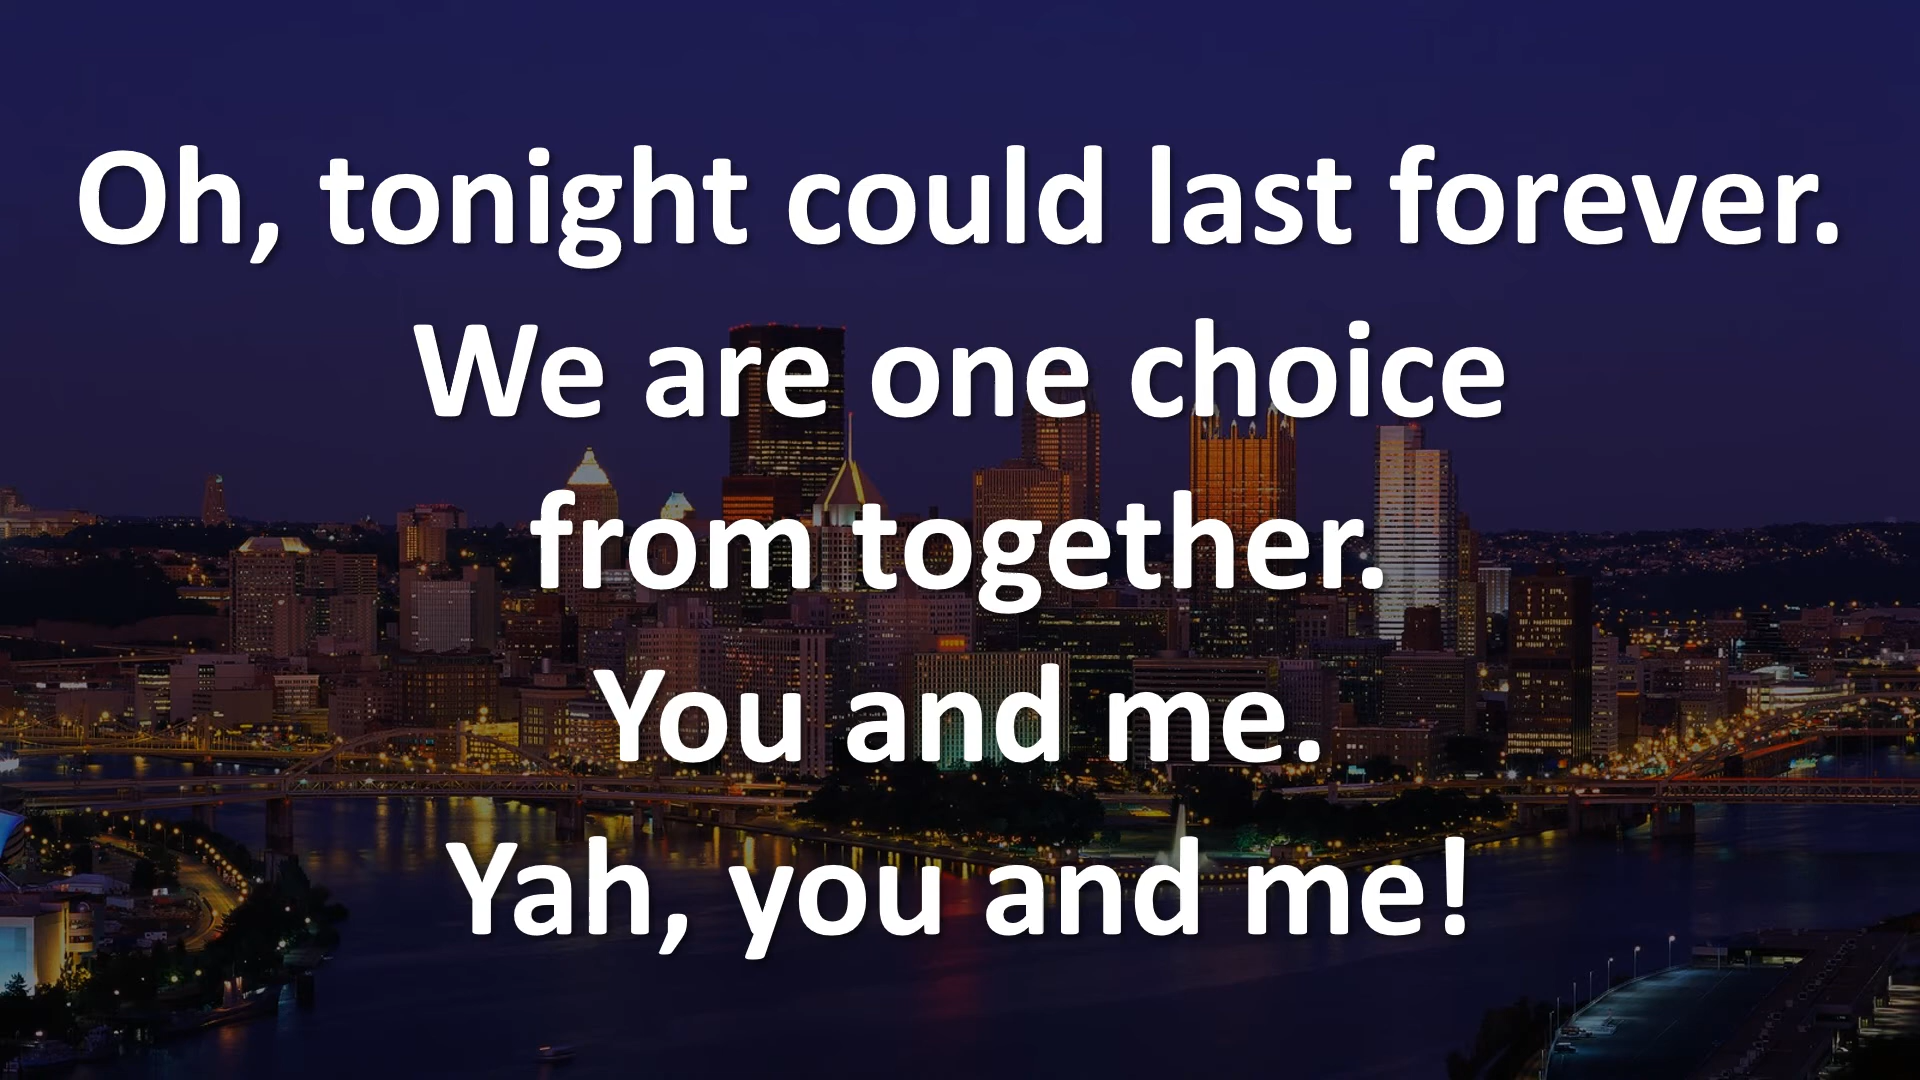 Oh, tonight could last forever.
We are one choice
from together.
You and me.
Yah, you and me!